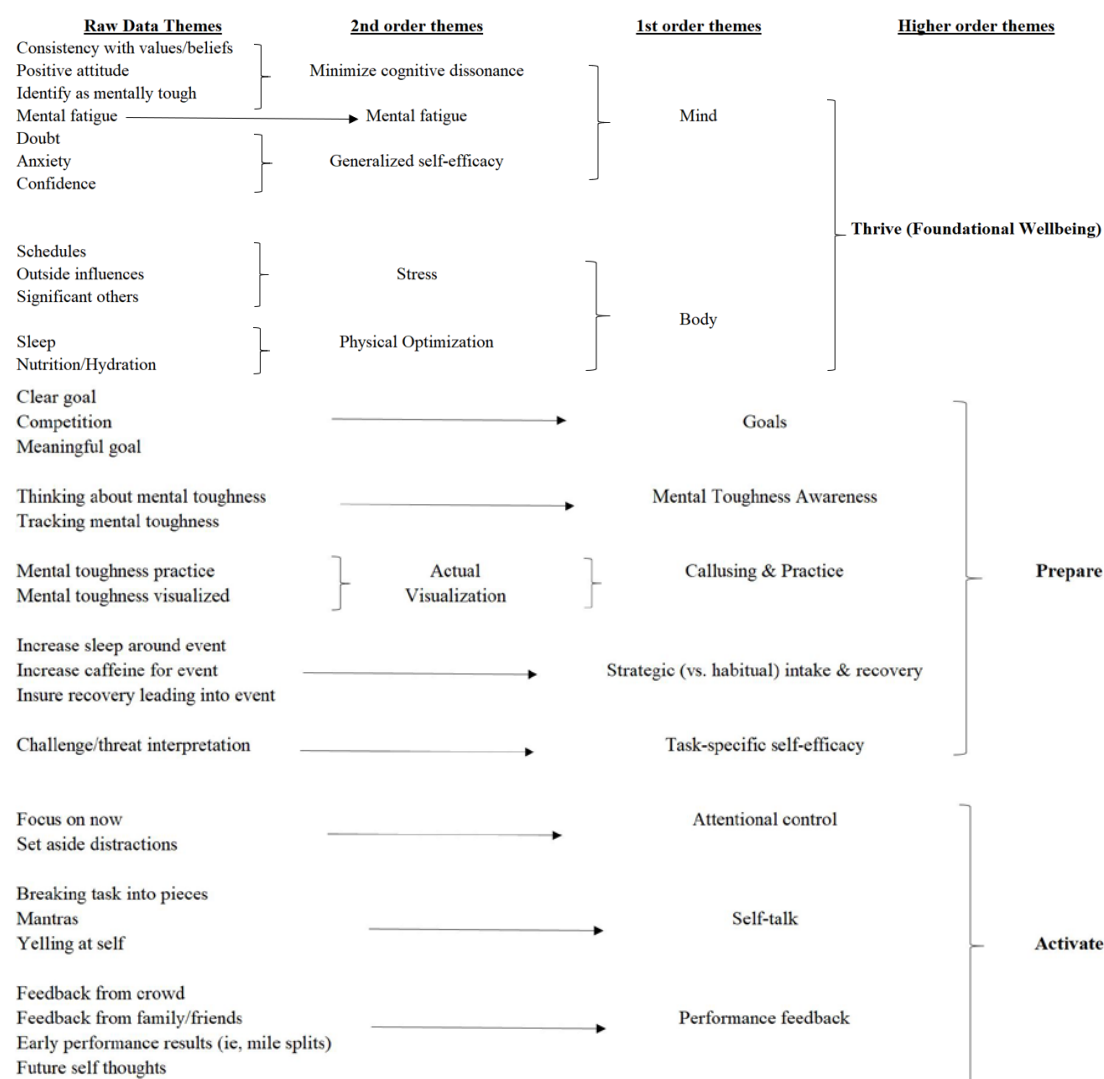 Raw Data Themes 2nd order themes 1st order themes Higher order themes
Consistency with values/beliefs
Positive attitude Minimize cognitive dissonance
Identify as mentally tough
Mental fatigue Mental fatigue Mind
Doubt
Anxiety Generalized self-efficacy
Confidence
Thrive (Foundational Wellbeing)
Schedules
Outside influences Stress
Significant others
Body
Sleep Physical Optimization
Nutrition/Hydration
Clear goal
Competition Goals
Meaningful goal
Thinking about mental toughness Mental Toughness Awareness
Tracking mental toughness
Mental toughness practice Actual Callusing & Practice Prepare
Mental toughness visualized Visualization
Increase sleep around event
Increase caffeine for event Strategic (vs. habitual) intake & recovery
Insure recovery leading into event
Challenge/threat interpretation Task-specific self-efficacy
Focus on now Attentional control
Set aside distractions
Breaking task into pieces
Mantras Self-talk
Yelling at self Activate
Feedback from crowd
Feedback from family/friends Performance feedback
Early performance results (ie, mile splits)
Future self thoughts